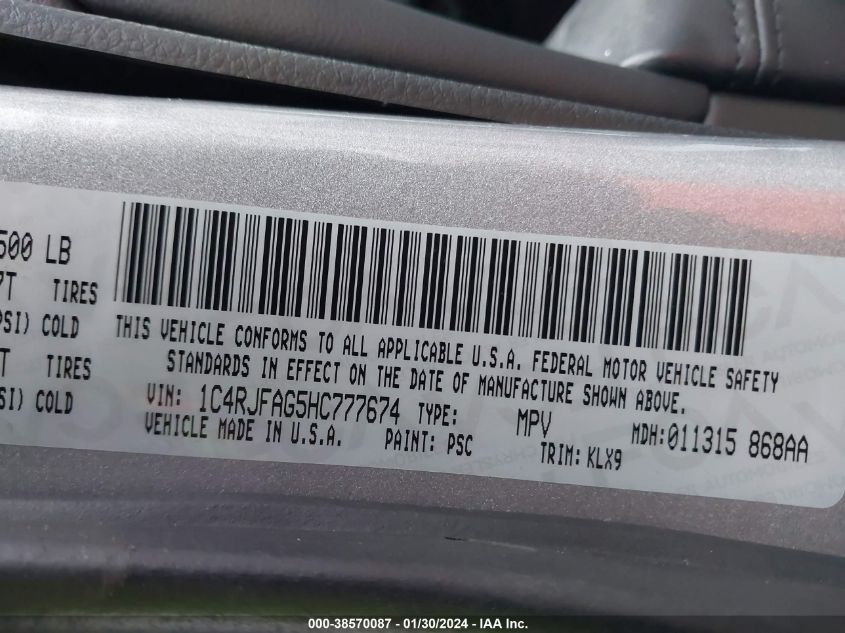 500 LB
TIRES
PSI) COLD
TIRES
SI) COLD
THIS VEHICLE CONFORMS TO ALL APPLICABLE U.S.A. FEDERAL MOTOR VEHICLE SAFETY
STANDARDS IN EFFECT ON THE DATE OF MANUFACTURE SHOWN ABOVE.
VIN: 1C4RJFAG5HC777674 TYPE: MPV MDH:011315 868AA
VEHICLE MADE IN U.S.A. PAINT: PSC TRIM: KLX9
000-38570087 - 01/30/2024 - IAA Inc.